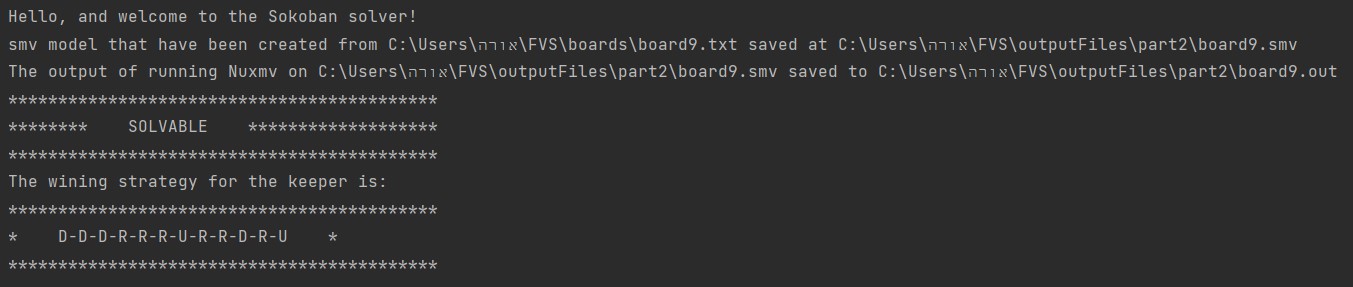 Hello, and welcome to the Sokoban solver!
smv model that have been created from C:\Users\אורה\FVS\boards\board9.txt saved at C:\Users\אורה\FVS\outputFiles\part2\board9.smv
The output of running Nuxmv on C:\Users\אורה\FVS\outputFiles\part2\board9.smv saved to C:\Users\אורה\FVS\outputFiles\part2\board9.out
*******************************************
********    SOLVABLE    *******************
*******************************************
The wining strategy for the keeper is:
*******************************************
*    D-D-D-R-R-R-U-R-R-D-R-U    *
*******************************************